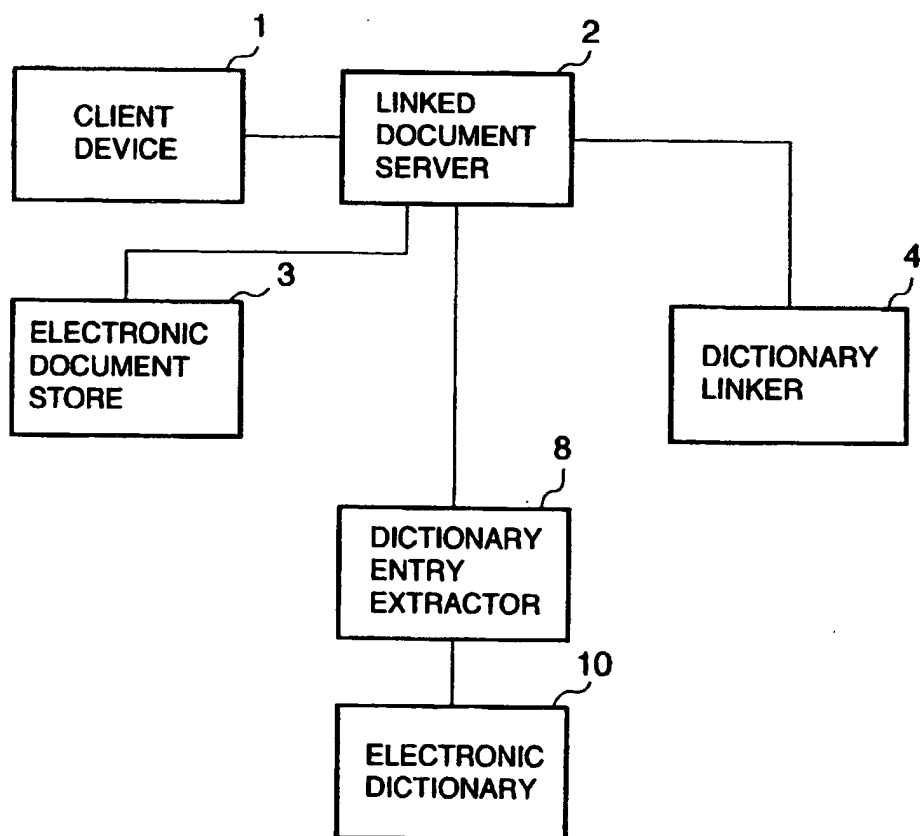 1
CLIENT
DEVICE
2
LINKED
DOCUMENT
SERVER
3
ELECTRONIC
DOCUMENT
STORE
4
DICTIONARY
LINKER
8
DICTIONARY
ENTRY
EXTRACTOR
10
ELECTRONIC
DICTIONARY